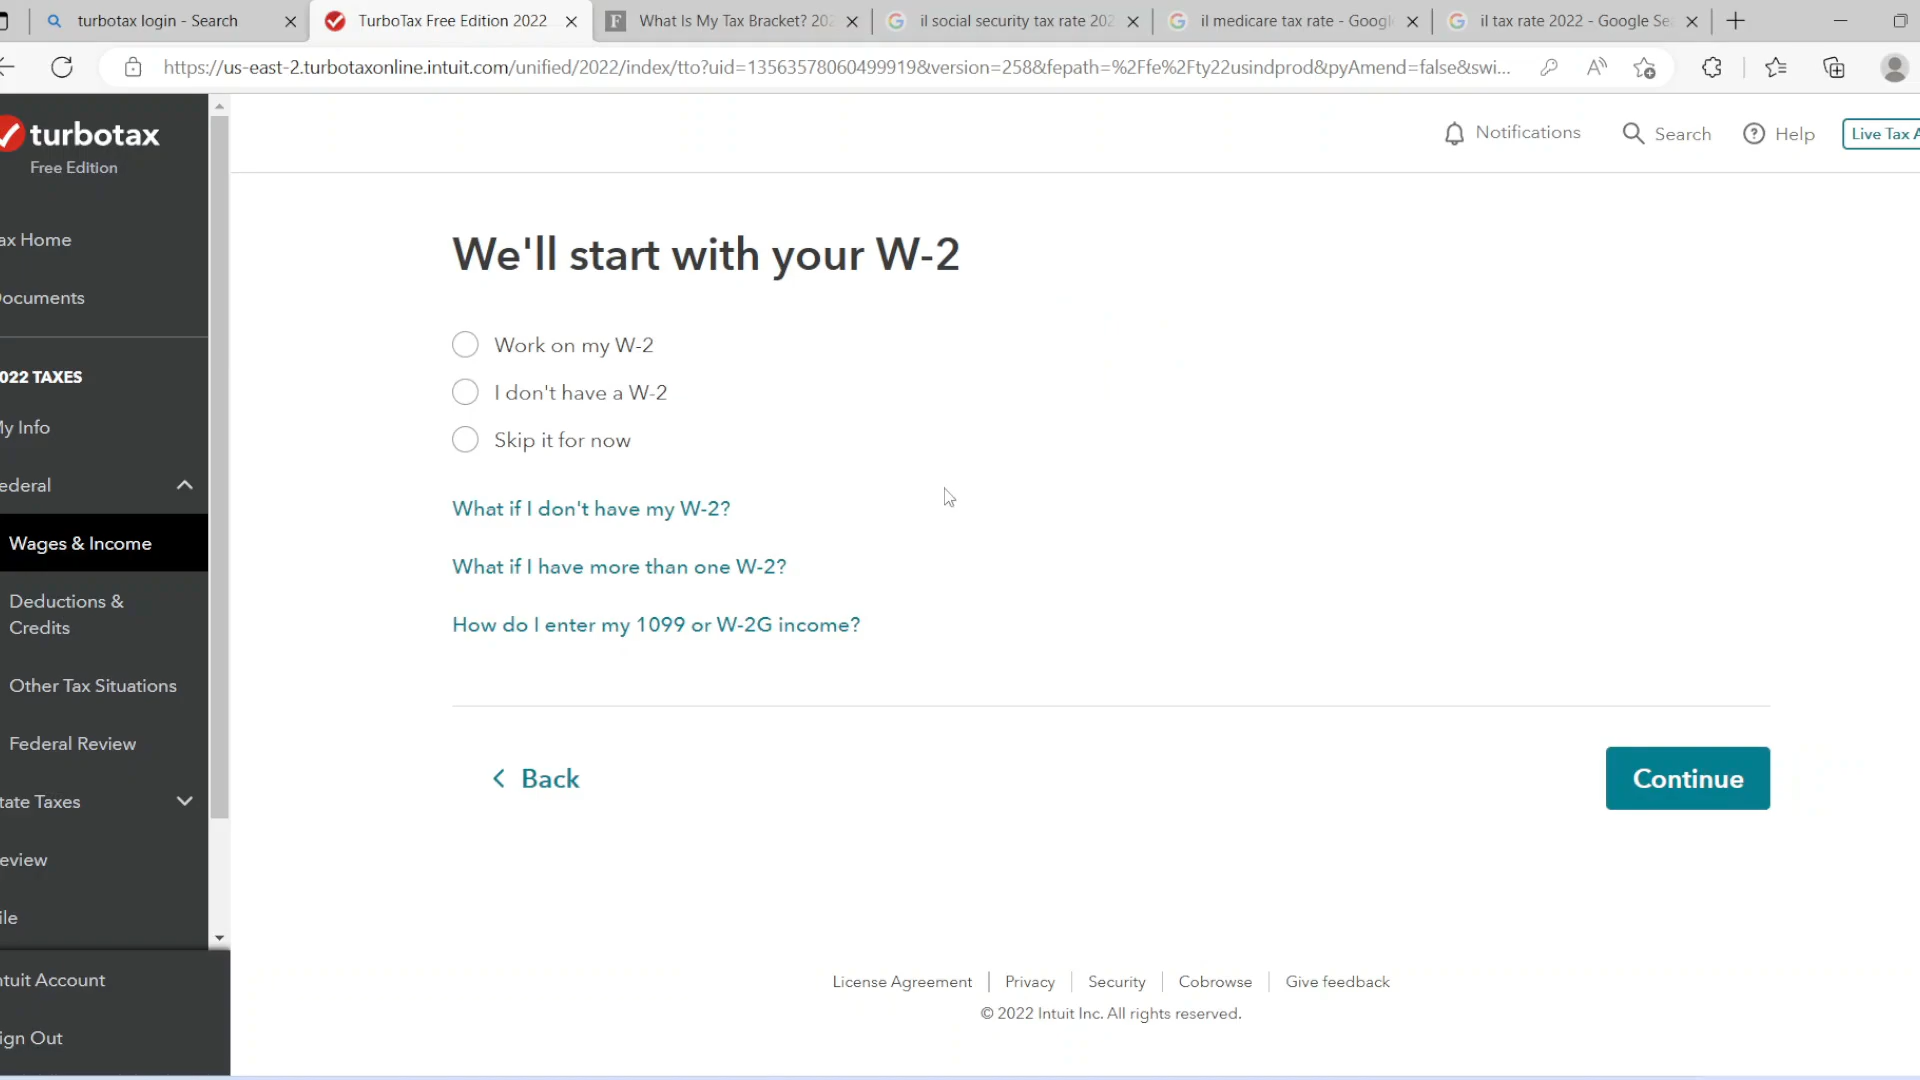 turbotax login - Search
TurboTax Free Edition 2022
What Is My Tax Bracket? 202
il social security tax rate 202
il medicare tax rate - Googl
il tax rate 2022 - Google Se
https://us-east-2.turbotaxonline.intuit.com/unified/2022/index/tto?uid=13563578060499919&version=258&fepath=%2Ffe%2Fty22usindprod&pyAmend=false&swi...
turbotax
Free Edition
ax Home
ocuments
022 TAXES
y Info
ederal
Wages & Income
Deductions &
Credits
Other Tax Situations
Federal Review
tate Taxes
eview
ile
ntuit Account
ign Out
Notifications
Search
Help
Live Tax A
We'll start with your W-2
Work on my W-2
I don't have a W-2
Skip it for now
What if I don't have my W-2?
What if I have more than one W-2?
How do I enter my 1099 or W-2G income?
Back
Continue
License Agreement | Privacy | Security | Cobrowse | Give feedback
© 2022 Intuit Inc. All rights reserved.